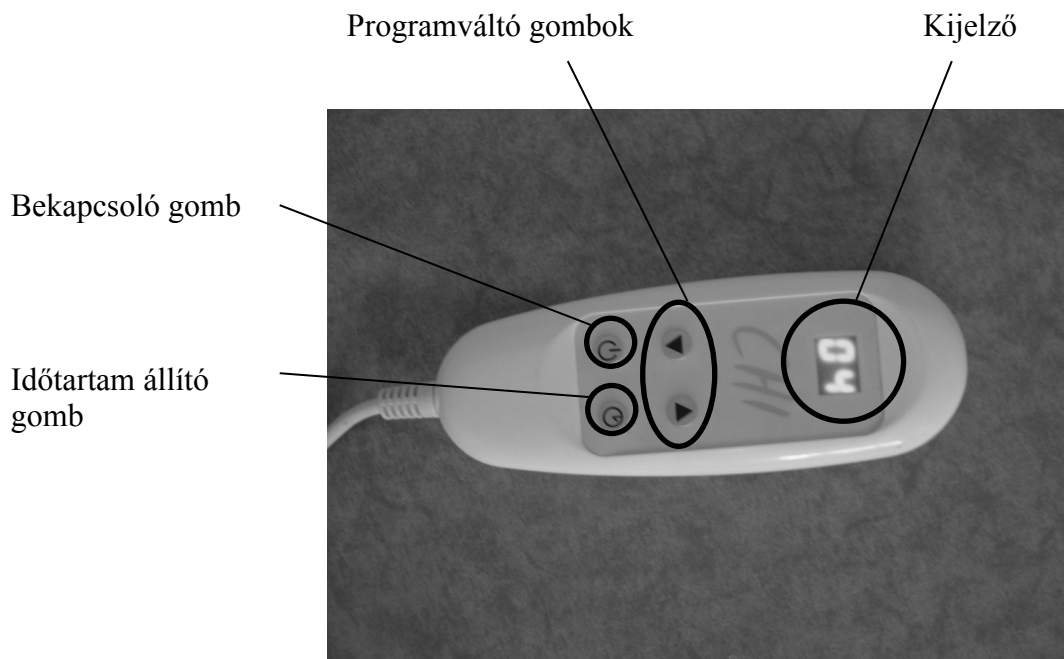 Programváltó gombok
Kijelző
Bekapcsoló gomb
Időtartam állító
gomb
CHI
04